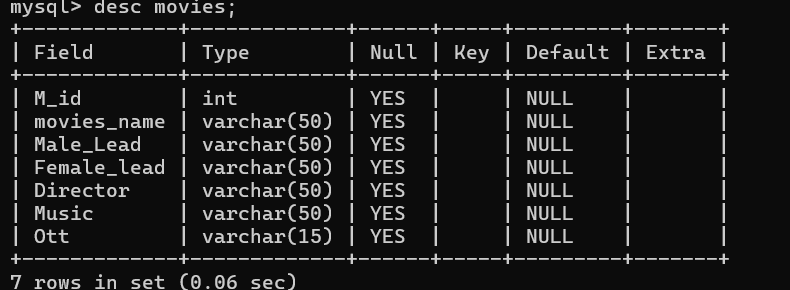 mysql> desc movies;
+-------------+-------------+------+-----+---------+-------+
| Field       | Type        | Null | Key | Default | Extra |
+-------------+-------------+------+-----+---------+-------+
| M_id        | int         | YES  |     | NULL    |       |
| movies_name | varchar(50) | YES  |     | NULL    |       |
| Male_Lead   | varchar(50) | YES  |     | NULL    |       |
| Female_lead | varchar(50) | YES  |     | NULL    |       |
| Director    | varchar(50) | YES  |     | NULL    |       |
| Music       | varchar(50) | YES  |     | NULL    |       |
| Ott         | varchar(15) | YES  |     | NULL    |       |
+-------------+-------------+------+-----+---------+-------+
7 rows in set (0.06 sec)